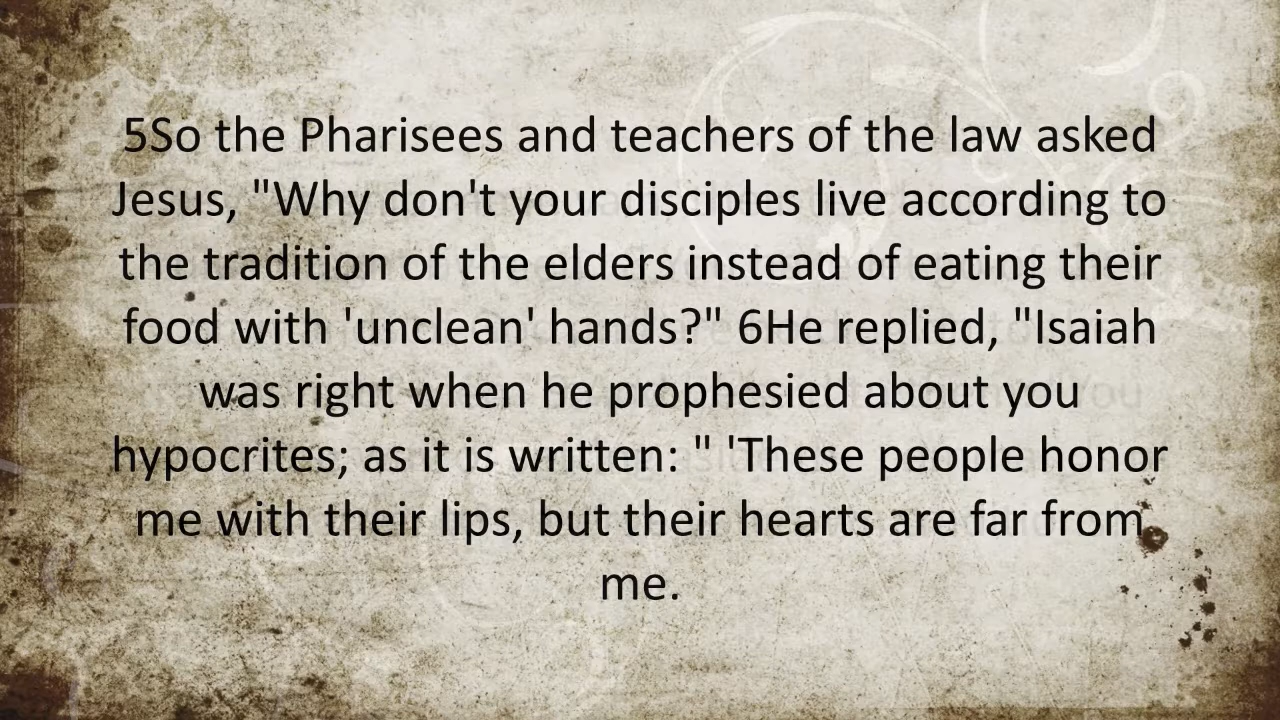 5So the Pharisees and teachers of the law asked
Jesus, "Why don't your disciples live according to
the tradition of the elders instead of eating their
food with 'unclean' hands?" 6He replied, "Isaiah
was right when he prophesied about you
hypocrites; as it is written: " 'These people honor
me with their lips, but their hearts are far from
me.